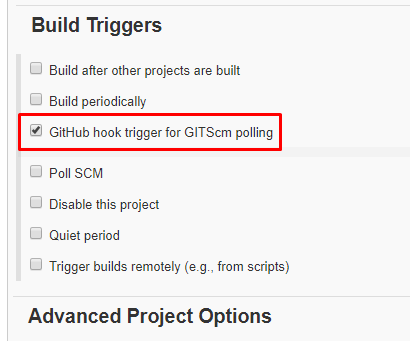 Build Triggers
Build after other projects are built
Build periodically
GitHub hook trigger for GITScm polling
Poll SCM
Disable this project
Quiet period
Trigger builds remotely (e.g., from scripts)
Advanced Project Options